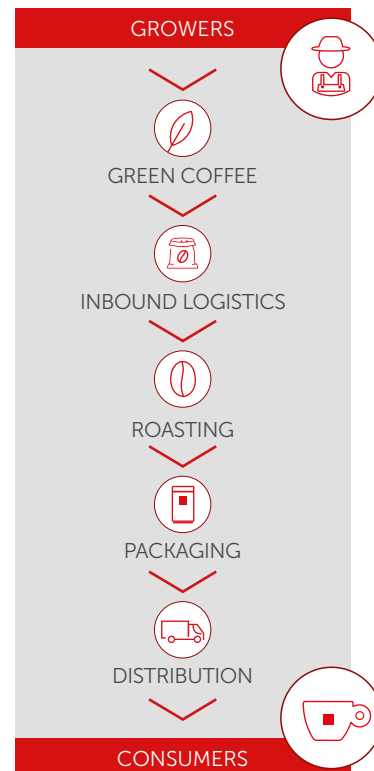 GROWERS
GREEN COFFEE
INBOUND LOGISTICS
ROASTING
PACKAGING
DISTRIBUTION
CONSUMERS